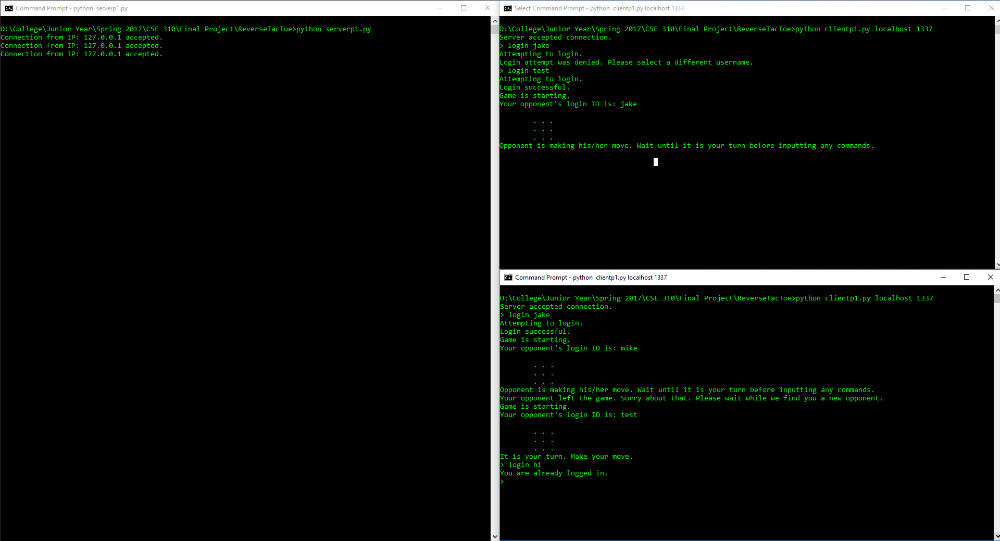 Command Prompt - python  serverp1.py
D:\College\Junior Year\Spring 2017\CSE 310\Final Project\ReverseTacToe>python serverp1.py
Connection from IP: 127.0.0.1 accepted.
Connection from IP: 127.0.0.1 accepted.
Connection from IP: 127.0.0.1 accepted.
Select Command Prompt - python  clientp1.py localhost 1337
D:\College\Junior Year\Spring 2017\CSE 310\Final Project\ReverseTacToe>python clientp1.py localhost 1337
Server accepted connection.
> login jake
Attempting to login.
Login attempt was denied. Please select a different username.
> login test
Attempting to login.
Login successful.
Game is starting.
Your opponent's login ID is: jake
. . .
. . .
. . .
Opponent is making his/her move. Wait until it is your turn before inputting any commands.
Command Prompt - python  clientp1.py localhost 1337
D:\College\Junior Year\Spring 2017\CSE 310\Final Project\ReverseTacToe>python clientp1.py localhost 1337
Server accepted connection.
> login jake
Attempting to login.
Login successful.
Game is starting.
Your opponent's login ID is: mike
. . .
. . .
. . .
Opponent is making his/her move. Wait until it is your turn before inputting any commands.
Your opponent left the game. Sorry about that. Please wait while we find you a new opponent.
Game is starting.
Your opponent's login ID is: test
. . .
. . .
. . .
It is your turn. Make your move.
> login hi
You are already logged in.
>